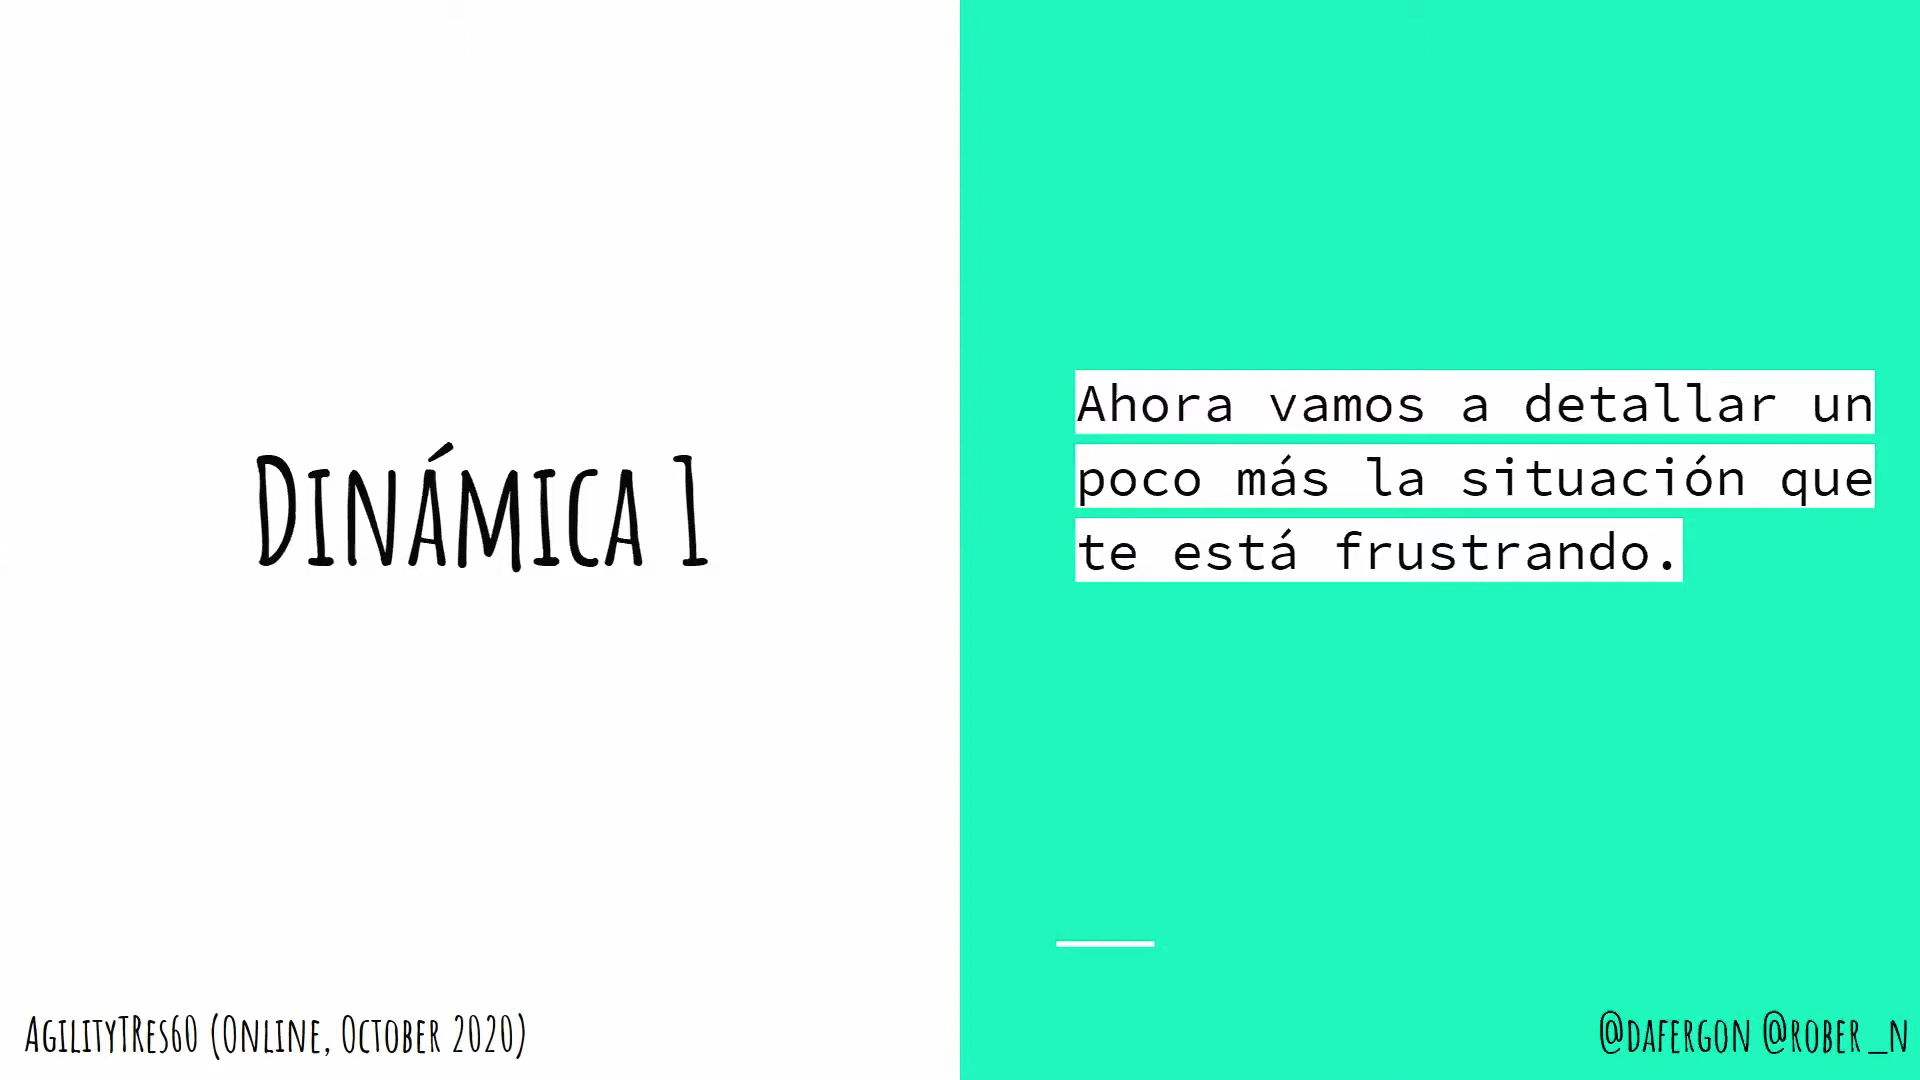 Dinámica 1
Ahora vamos a detallar un
poco más la situación que
te está frustrando.
AgilityTRes60 (Online, October 2020)
@dafergon @rober_n